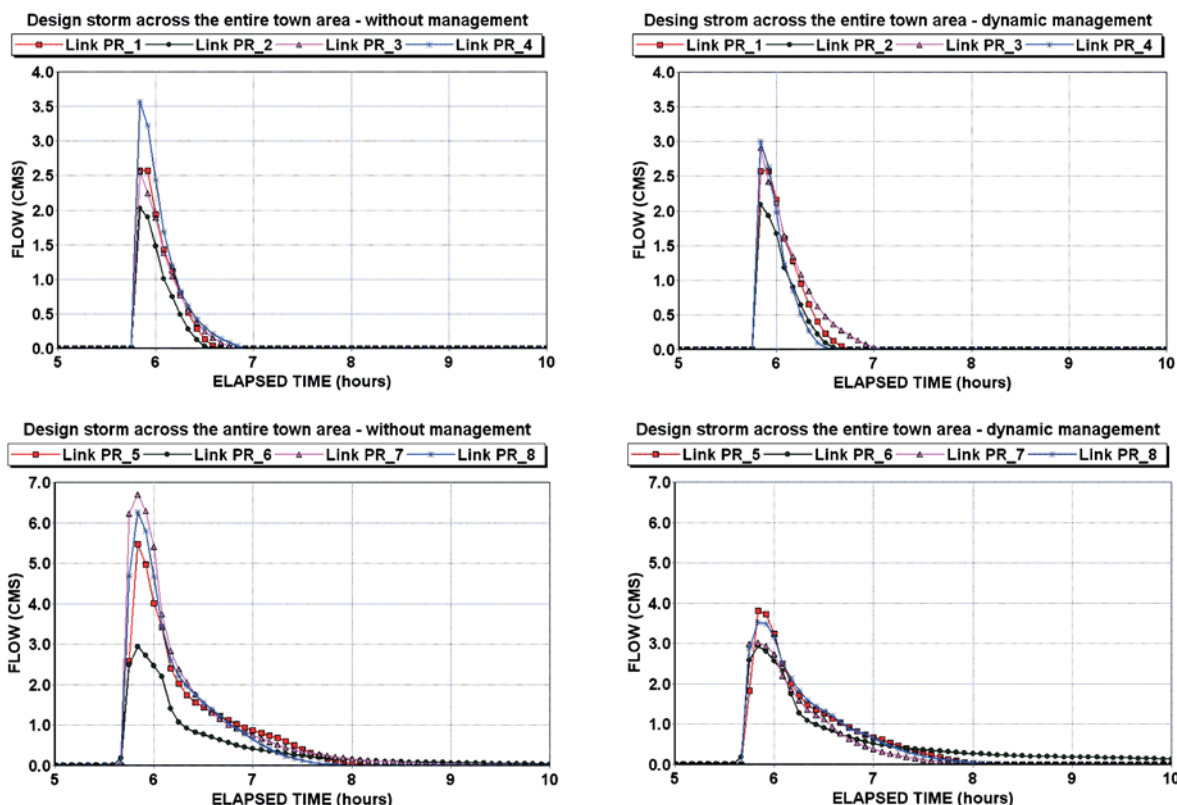 Design storm across the entire town area - without management
Link PR_1 Link PR_2 Link PR_3 Link PR_4
4.0
3.5
3.0
2.5
2.0
1.5
1.0
0.5
0.0
FLOW (CMS)
5 6 7 8 9 10
ELAPSED TIME (hours)
Desing strom across the entire town area - dynamic management
Link PR_1 Link PR_2 Link PR_3 Link PR_4
4.0
3.5
3.0
2.5
2.0
1.5
1.0
0.5
0.0
FLOW (CMS)
5 6 7 8 9 10
ELAPSED TIME (hours)
Design storm across the antire town area - without management
Link PR_5 Link PR_6 Link PR_7 Link PR_8
7.0
6.0
5.0
4.0
3.0
2.0
1.0
0.0
FLOW (CMS)
5 6 7 8 9 10
ELAPSED TIME (hours)
Design strorm across the entire town area - dynamic management
Link PR_5 Link PR_6 Link PR_7 Link PR_8
7.0
6.0
5.0
4.0
3.0
2.0
1.0
0.0
FLOW (CMS)
5 6 7 8 9 10
ELAPSED TIME (hours)